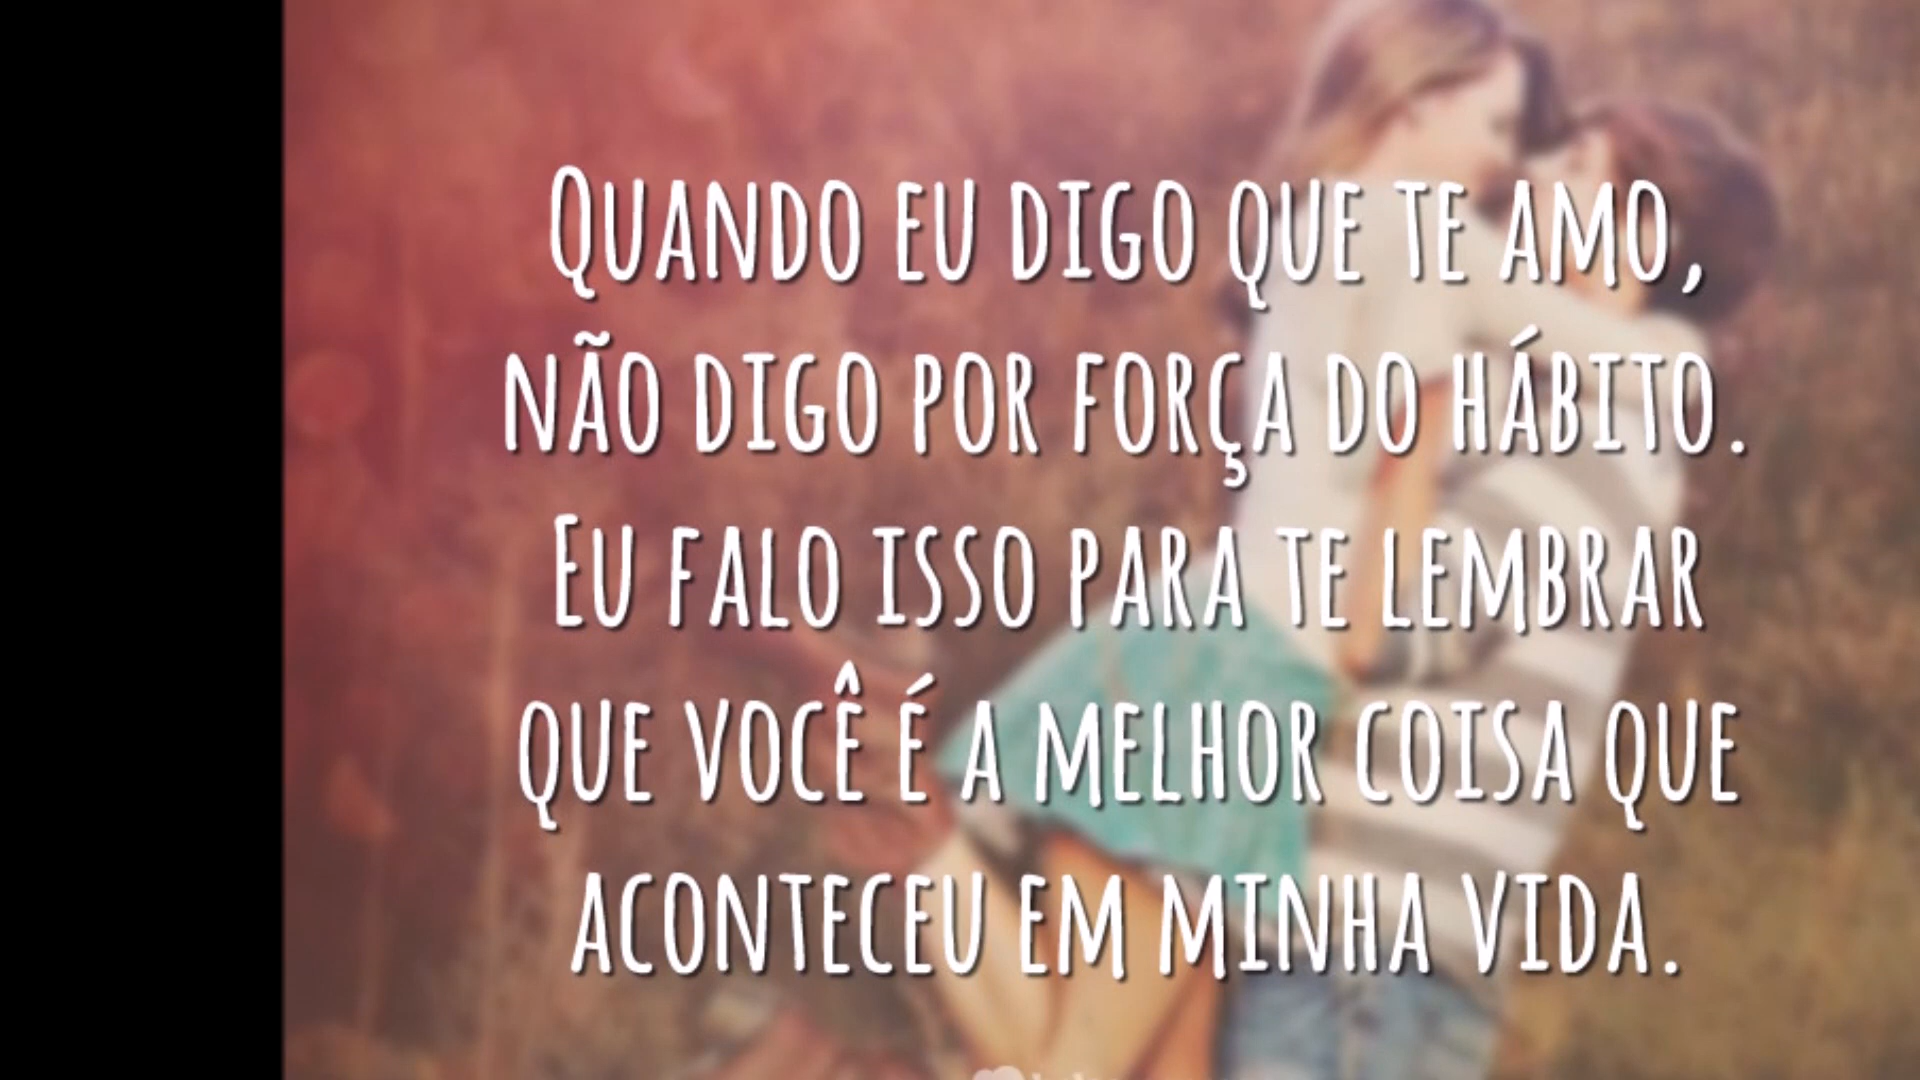 Quando eu digo que te amo,
não digo por força do hábito.
Eu falo isso para te lembrar
que você é a melhor coisa que
aconteceu em minha vida.